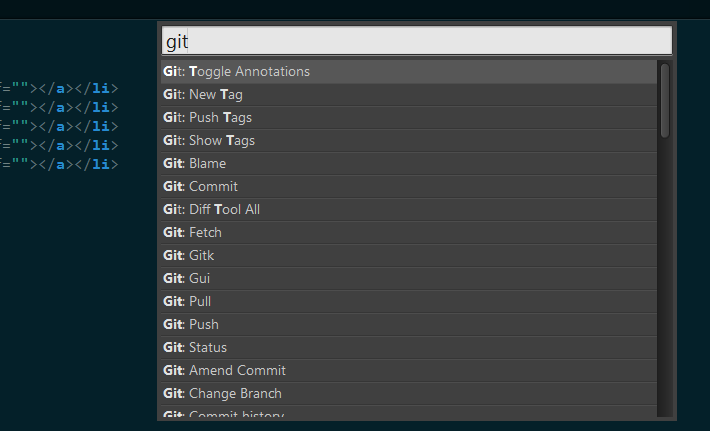 git
f=""></a></li>
f=""></a></li>
f=""></a></li>
f=""></a></li>
f=""></a></li>
Git: Toggle Annotations
Git: New Tag
Git: Push Tags
Git: Show Tags
Git: Blame
Git: Commit
Git: Diff Tool All
Git: Fetch
Git: Gitk
Git: Gui
Git: Pull
Git: Push
Git: Status
Git: Amend Commit
Git: Change Branch
Git: Commit history